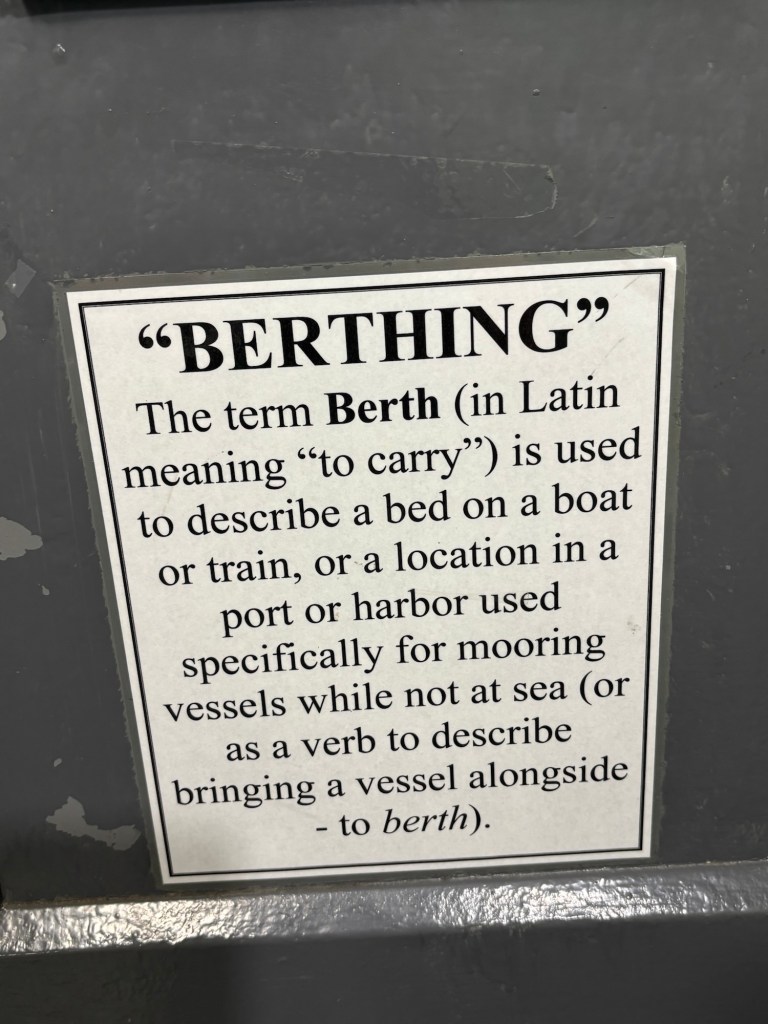 “BERTHING”
The term Berth (in Latin
meaning “to carry”) is used
to describe a bed on a boat
or train, or a location in a
port or harbor used
specifically for mooring
vessels while not at sea (or
as a verb to describe
bringing a vessel alongside
- to berth).